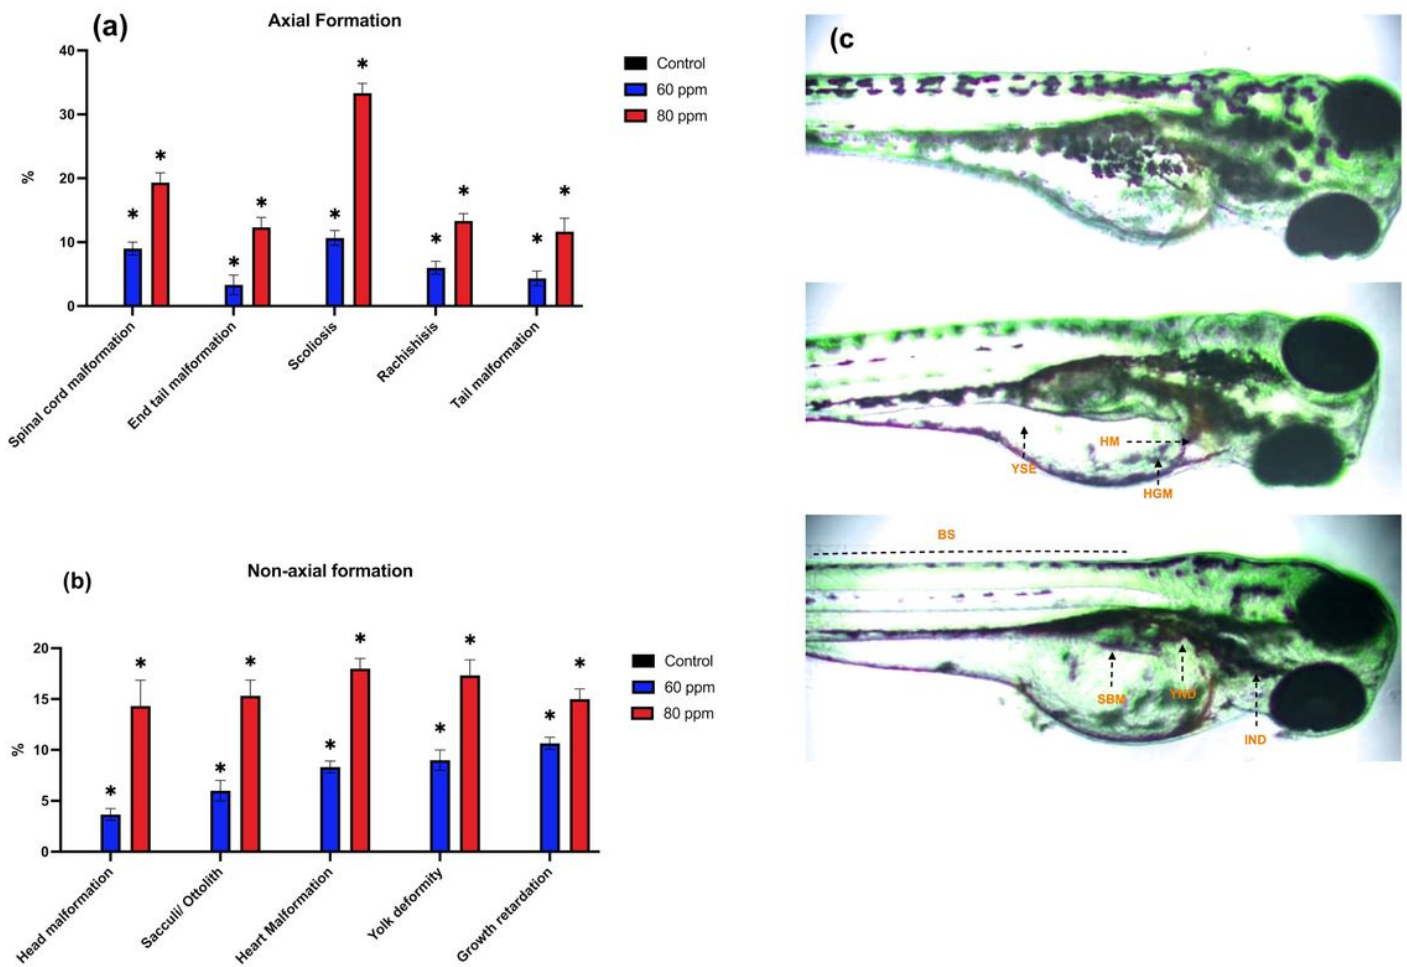 (a)
Axial Formation
40
30
20
10
0
%
*
*
*
*
*
*
*
*
*
*
Spinal cord malformation
End tail malformation
Scoliosis
Rachishisis
Tail malformation
Control
60 ppm
80 ppm
(b)
Non-axial formation
20
15
10
5
0
%
*
*
*
*
*
*
*
*
*
*
Head malformation
Sacculi/ Ottolith
Heart Malformation
Yolk deformity
Growth retardation
Control
60 ppm
80 ppm
(c
YSE
HM
HGM
BS
SBM
YND
IND